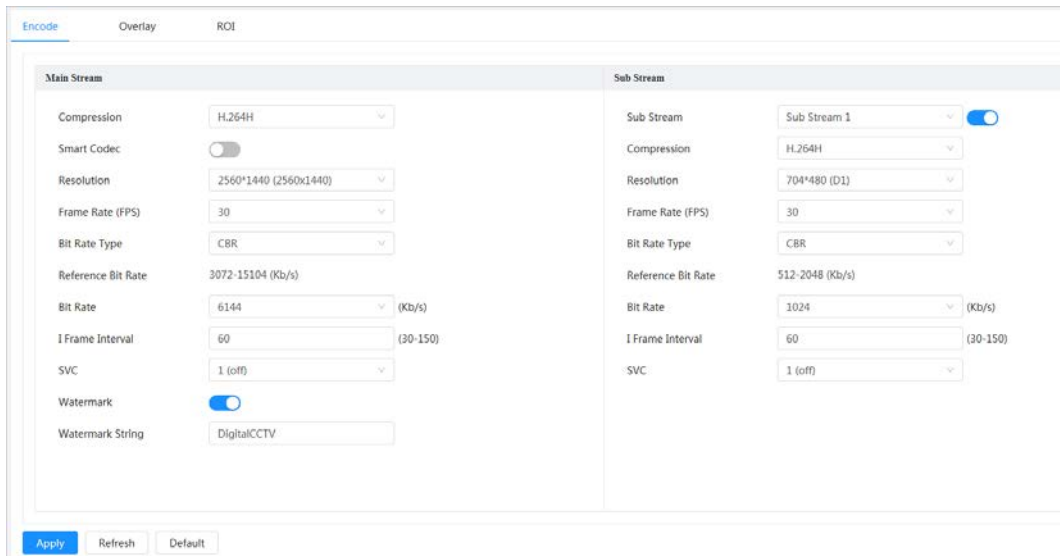 Encode Overlay ROI
Main Stream
Compression H.264H
Smart Codec
Resolution 2560*1440 (2560x1440)
Frame Rate (FPS) 30
Bit Rate Type CBR
Reference Bit Rate 3072-15104 (Kb/s)
Bit Rate 6144 (Kb/s)
I Frame Interval 60 (30-150)
SVC 1 (off)
Watermark
Watermark String DigitalCCTV
Sub Stream
Sub Stream Sub Stream 1
Compression H.264H
Resolution 704*480 (D1)
Frame Rate (FPS) 30
Bit Rate Type CBR
Reference Bit Rate 512-2048 (Kb/s)
Bit Rate 1024 (Kb/s)
I Frame Interval 60 (30-150)
SVC 1 (off)
Apply Refresh Default